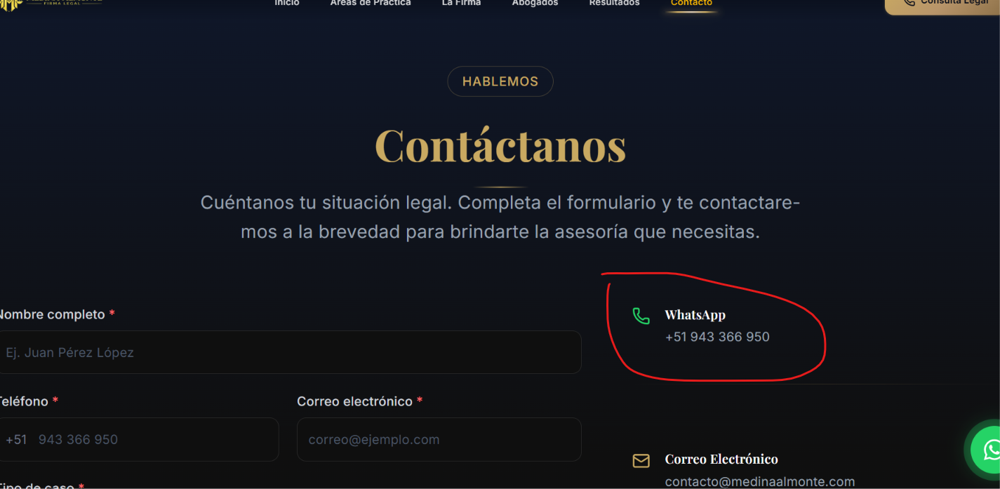 FIRMA LEGAL
Inicio
Áreas de Práctica
La Firma
Abogados
Resultados
Contacto
Consulta Legal
HABLEMOS
Contáctanos
Cuéntanos tu situación legal. Completa el formulario y te contactare-
mos a la brevedad para brindarte la asesoría que necesitas.
Nombre completo *
Ej. Juan Pérez López
Teléfono *
+51 943 366 950
Correo electrónico *
correo@ejemplo.com
Tipo de caso *
WhatsApp
+51 943 366 950
Correo Electrónico
contacto@medinaalmonte.com